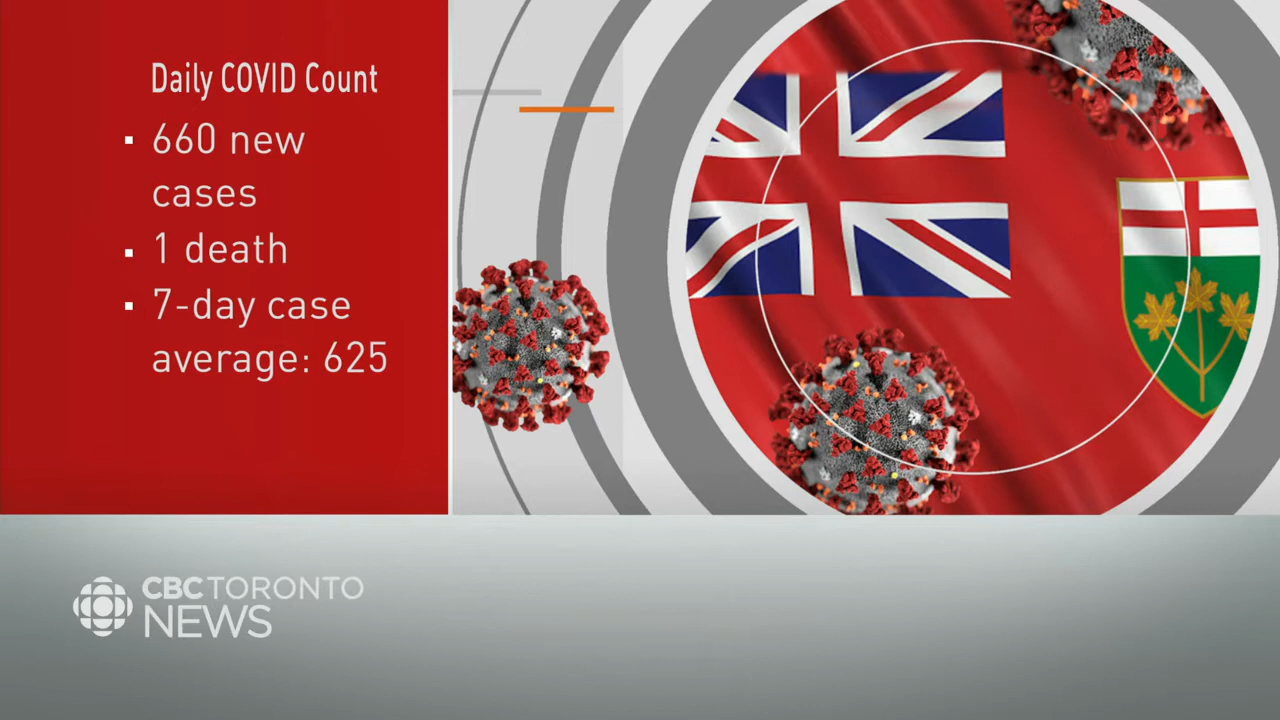 Daily COVID Count
▪ 660 new
cases
▪ 1 death
▪ 7-day case
average: 625
CBC TORONTO
NEWS